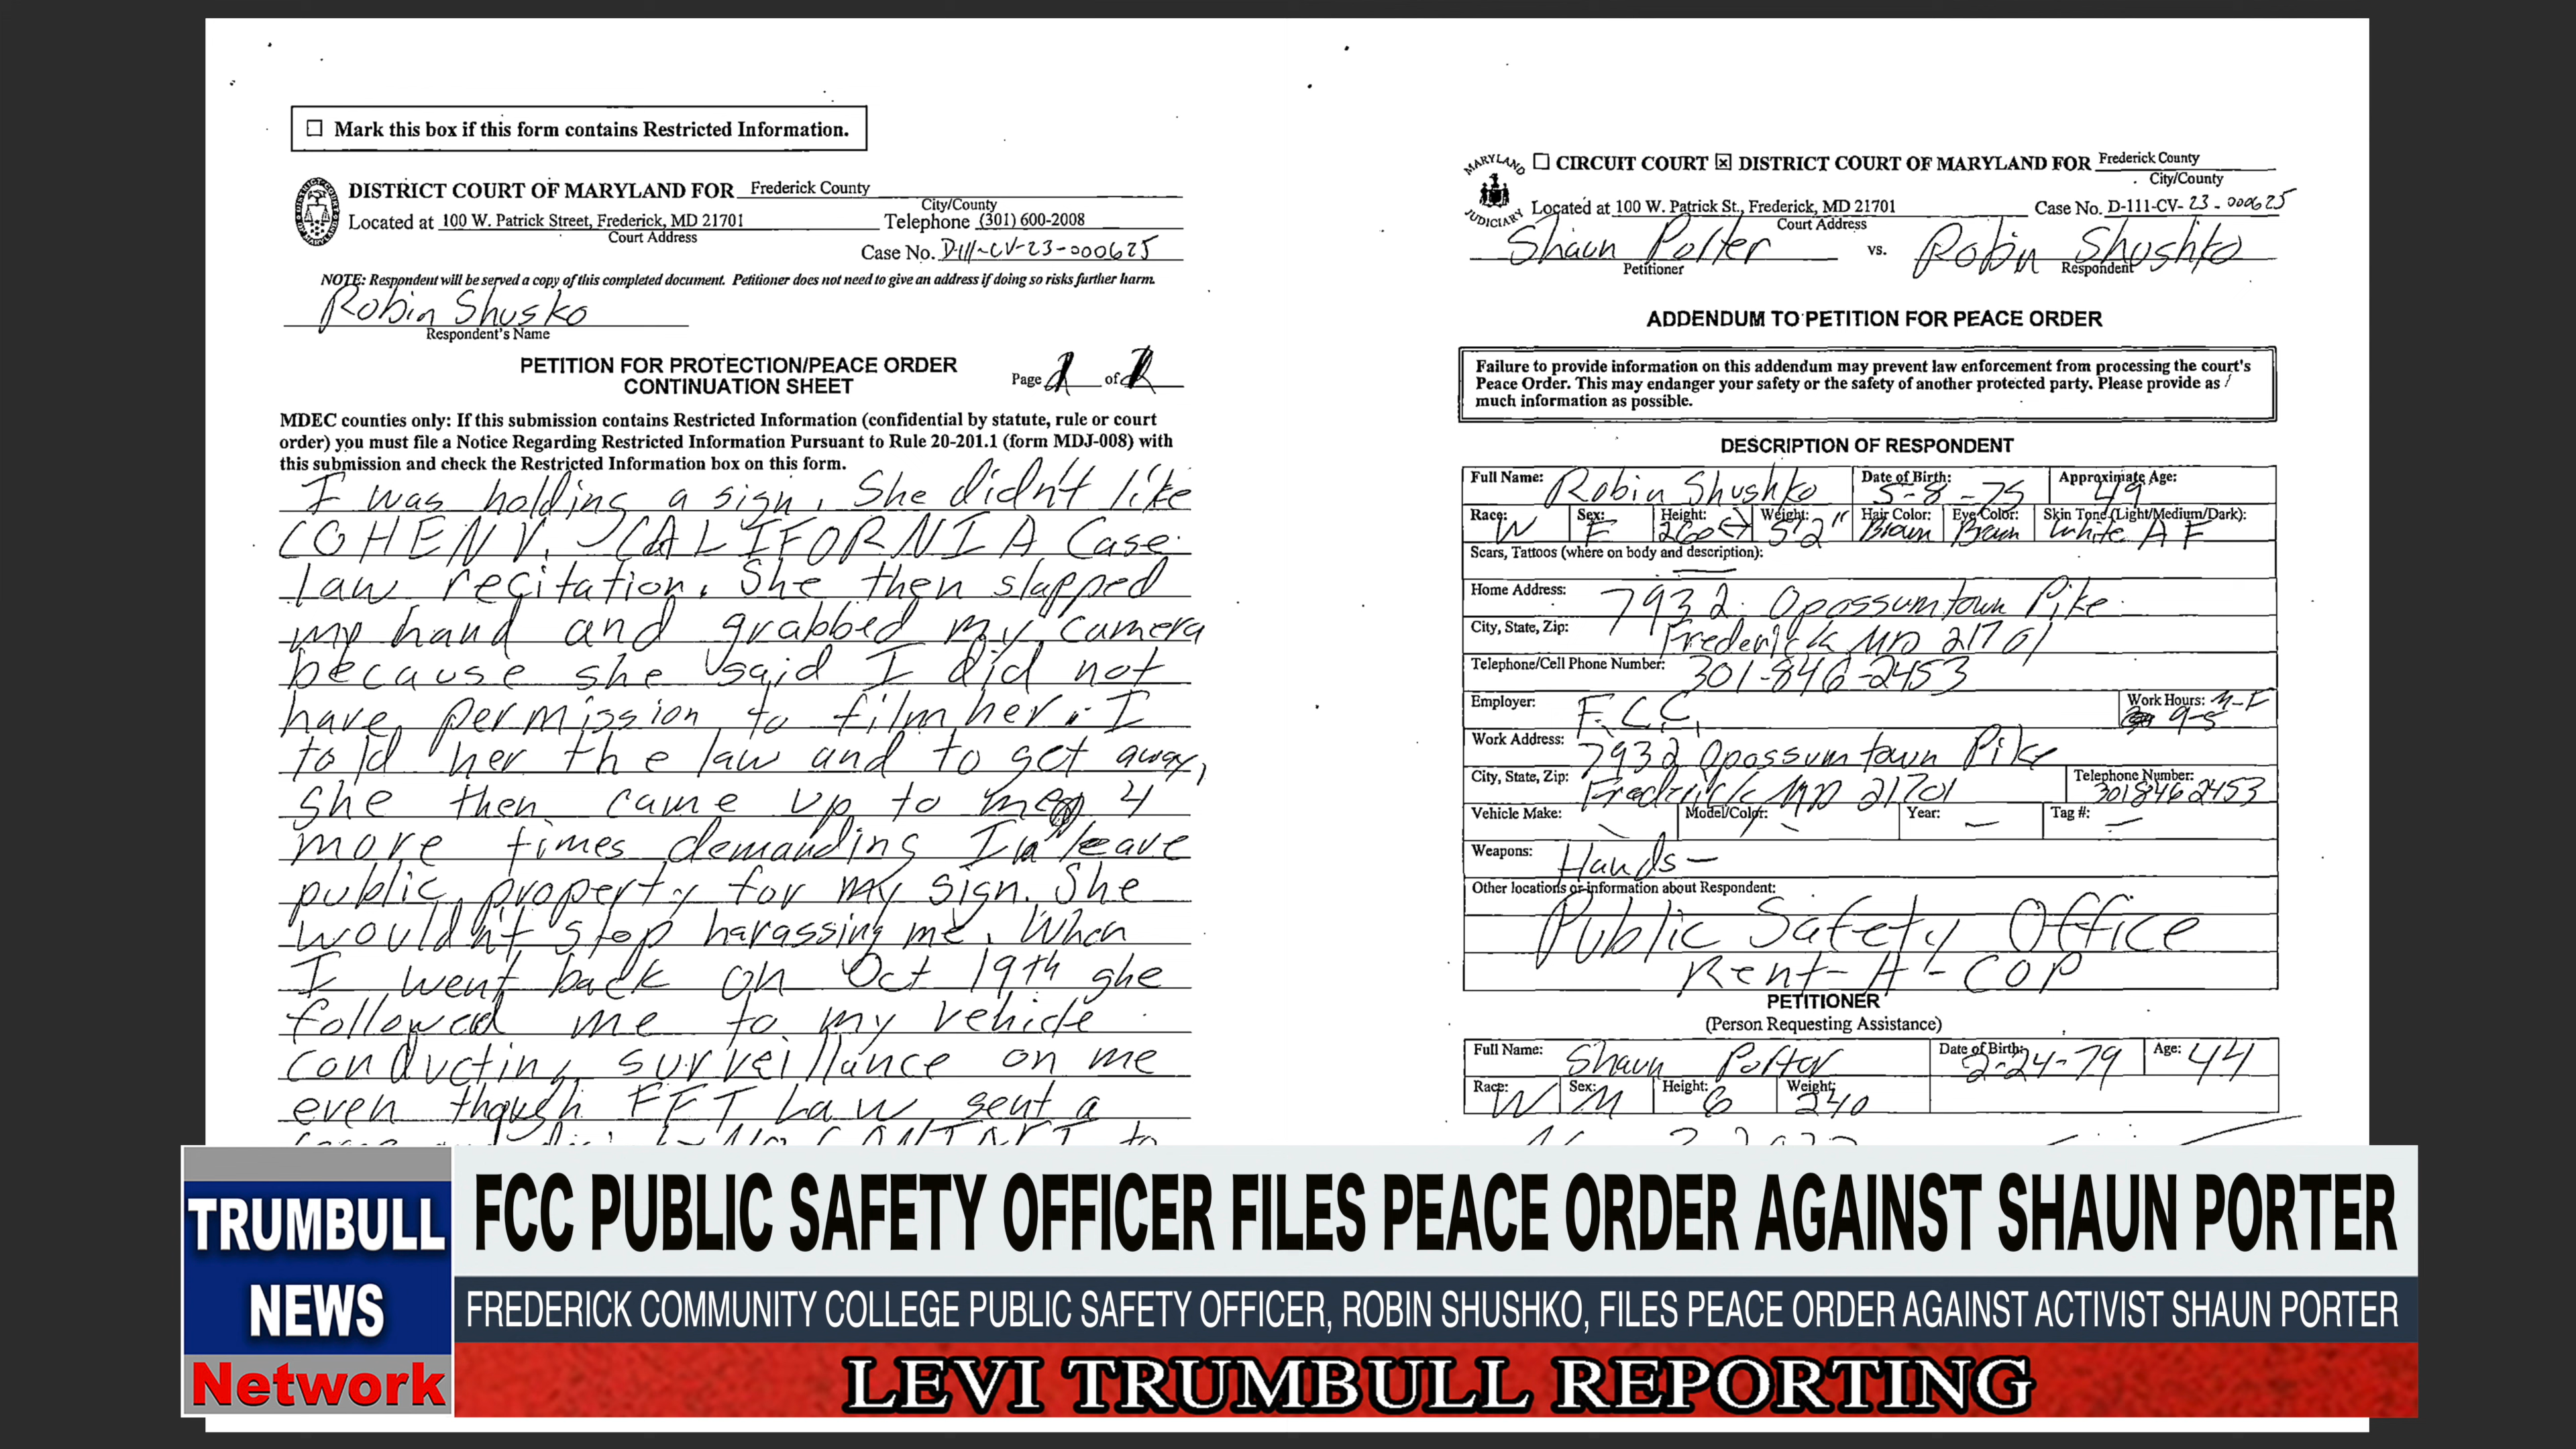 Mark this box if this form contains Restricted Information.
DISTRICT COURT OF MARYLAND FOR Frederick County
City/County
Located at 100 W. Patrick Street, Frederick, MD 21701 Telephone (301) 600-2008
Court Address
Case No. D-111-CV-23-000625
NOTE: Respondent will be served a copy of this completed document. Petitioner does not need to give an address if doing so risks further harm.
Robin Shusko
Respondent's Name
PETITION FOR PROTECTION/PEACE ORDER
CONTINUATION SHEET
Page of
MDEC counties only: If this submission contains Restricted Information (confidential by statute, rule or court
order) you must file a Notice Regarding Restricted Information Pursuant to Rule 20-201.1 (form MDJ-008) with
this submission and check the Restricted Information box on this form.
I was holding a sign. She didn't like
COHEN V. CALIFORNIA Case
law recitation. She then slapped
my hand and grabbed my camera
because she said I did not
have permission to film her. I
told her the law and to get away,
she then came up to me 4
more times demanding I leave
public property for my sign. She
wouldn't stop harassing me. When
I went back on Oct 19th she
followed me to my vehicle
conducting surveillance on me
even though FFT Law sent a
MARYLAND JUDICIARY
CIRCUIT COURT ☒ DISTRICT COURT OF MARYLAND FOR Frederick County
City/County
Located at 100 W. Patrick St., Frederick, MD 21701 Case No. D-111-CV-23-000625
Court Address
Shaun Porter vs. Robin Shushko
Petitioner Respondent
ADDENDUM TO PETITION FOR PEACE ORDER
Failure to provide information on this addendum may prevent law enforcement from processing the court's
Peace Order. This may endanger your safety or the safety of another protected party. Please provide as
much information as possible.
DESCRIPTION OF RESPONDENT
Full Name: Robin Shushko Date of Birth: 5-8-75 Approximate Age: 49
Race: W Sex: F Height: 260 Weight: 5'2" Hair Color: Brown Eye Color: Brown Skin Tone (Light/Medium/Dark): White A F
Scars, Tattoos (where on body and description):
Home Address: 7932 Opossumtown Pike
City, State, Zip: Frederick MD 21701
Telephone/Cell Phone Number: 301-846-2453
Employer: F.C.C. Work Hours: M-F 9-5
Work Address: 7932 Opossumtown Pike
City, State, Zip: Frederick MD 21701 Telephone Number: 3018462453
Vehicle Make: Model/Color: Year: Tag #:
Weapons: Hands
Other locations or information about Respondent:
Public Safety Office
Rent-A-COP
PETITIONER
(Person Requesting Assistance)
Full Name: Shaun Porter Date of Birth: 2-24-79 Age: 44
Race: W Sex: M Height: 6 Weight: 240
TRUMBULL
NEWS
Network
FCC PUBLIC SAFETY OFFICER FILES PEACE ORDER AGAINST SHAUN PORTER
FREDERICK COMMUNITY COLLEGE PUBLIC SAFETY OFFICER, ROBIN SHUSHKO, FILES PEACE ORDER AGAINST ACTIVIST SHAUN PORTER
LEVI TRUMBULL REPORTING